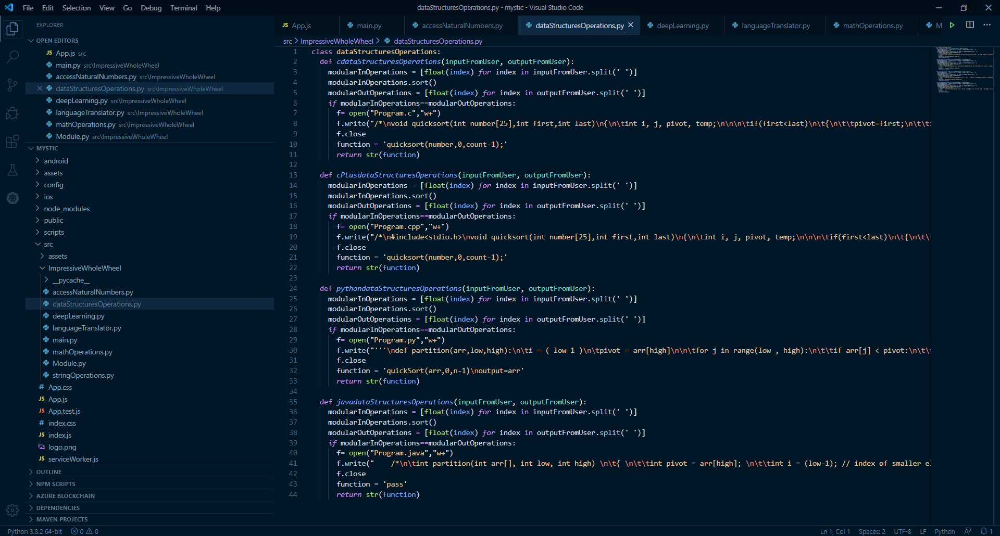 File Edit Selection View Go Debug Terminal Help
dataStructuresOperations.py - mystic - Visual Studio Code
EXPLORER
OPEN EDITORS
JS App.js src
main.py src\ImpressiveWholeWheel
accessNaturalNumbers.py src\ImpressiveWholeWheel
dataStructuresOperations.py src\ImpressiveWholeWheel
deepLearning.py src\ImpressiveWholeWheel
languageTranslator.py src\ImpressiveWholeWheel
mathOperations.py src\ImpressiveWholeWheel
Module.py src\ImpressiveWholeWheel
MYSTIC
android
assets
config
ios
node_modules
public
scripts
src
assets
ImpressiveWholeWheel
__pycache__
accessNaturalNumbers.py
dataStructuresOperations.py
deepLearning.py
languageTranslator.py
main.py
mathOperations.py
Module.py
stringOperations.py
# App.css
JS App.js
JS App.test.js
# index.css
JS index.js
logo.png
JS serviceWorker.js
OUTLINE
NPM SCRIPTS
AZURE BLOCKCHAIN
DEPENDENCIES
MAVEN PROJECTS
JS App.js main.py accessNaturalNumbers.py dataStructuresOperations.py deepLearning.py languageTranslator.py mathOperations.py M
src > ImpressiveWholeWheel > dataStructuresOperations.py
1 class dataStructuresOperations:
2 def cdataStructuresOperations(inputFromUser, outputFromUser):
3 modularInOperations = [float(index) for index in inputFromUser.split(' ')]
4 modularInOperations.sort()
5 modularOutOperations = [float(index) for index in outputFromUser.split(' ')]
6 if modularInOperations==modularOutOperations:
7 f= open("Program.c","w+")
8 f.write("/*\nvoid quicksort(int number[25],int first,int last)\n{\n\tint i, j, pivot, temp;\n\n\n\tif(first<last)\n\t{\n\t\tpivot=first;\n\t\ti
9 f.close
10 function = 'quicksort(number,0,count-1);'
11 return str(function)
12
13 def cPlusdataStructuresOperations(inputFromUser, outputFromUser):
14 modularInOperations = [float(index) for index in inputFromUser.split(' ')]
15 modularInOperations.sort()
16 modularOutOperations = [float(index) for index in outputFromUser.split(' ')]
17 if modularInOperations==modularOutOperations:
18 f= open("Program.cpp","w+")
19 f.write("/*\n#include<stdio.h>\nvoid quicksort(int number[25],int first,int last)\n{\n\tint i, j, pivot, temp;\n\n\n\tif(first<last)\n\t{\n\t\t
20 f.close
21 function = 'quicksort(number,0,count-1);'
22 return str(function)
23
24 def pythondataStructuresOperations(inputFromUser, outputFromUser):
25 modularInOperations = [float(index) for index in inputFromUser.split(' ')]
26 modularInOperations.sort()
27 modularOutOperations = [float(index) for index in outputFromUser.split(' ')]
28 if modularInOperations==modularOutOperations:
29 f= open("Program.py","w+")
30 f.write("'''\ndef partition(arr,low,high):\n\ti = ( low-1 )\n\tpivot = arr[high]\n\n\tfor j in range(low , high):\n\t\tif arr[j] < pivot:\n\t\t
31 f.close
32 function = 'quickSort(arr,0,n-1)\noutput=arr'
33 return str(function)
34
35 def javadataStructuresOperations(inputFromUser, outputFromUser):
36 modularInOperations = [float(index) for index in inputFromUser.split(' ')]
37 modularInOperations.sort()
38 modularOutOperations = [float(index) for index in outputFromUser.split(' ')]
39 if modularInOperations==modularOutOperations:
40 f= open("Program.java","w+")
41 f.write("    /*\n\tint partition(int arr[], int low, int high) \n\t{ \n\t\tint pivot = arr[high]; \n\t\tint i = (low-1); // index of smaller el
42 f.close
43 function = 'pass'
44 return str(function)
Python 3.8.2 64-bit 0 0 Ln 1, Col 1 Spaces: 2 UTF-8 LF Python 1